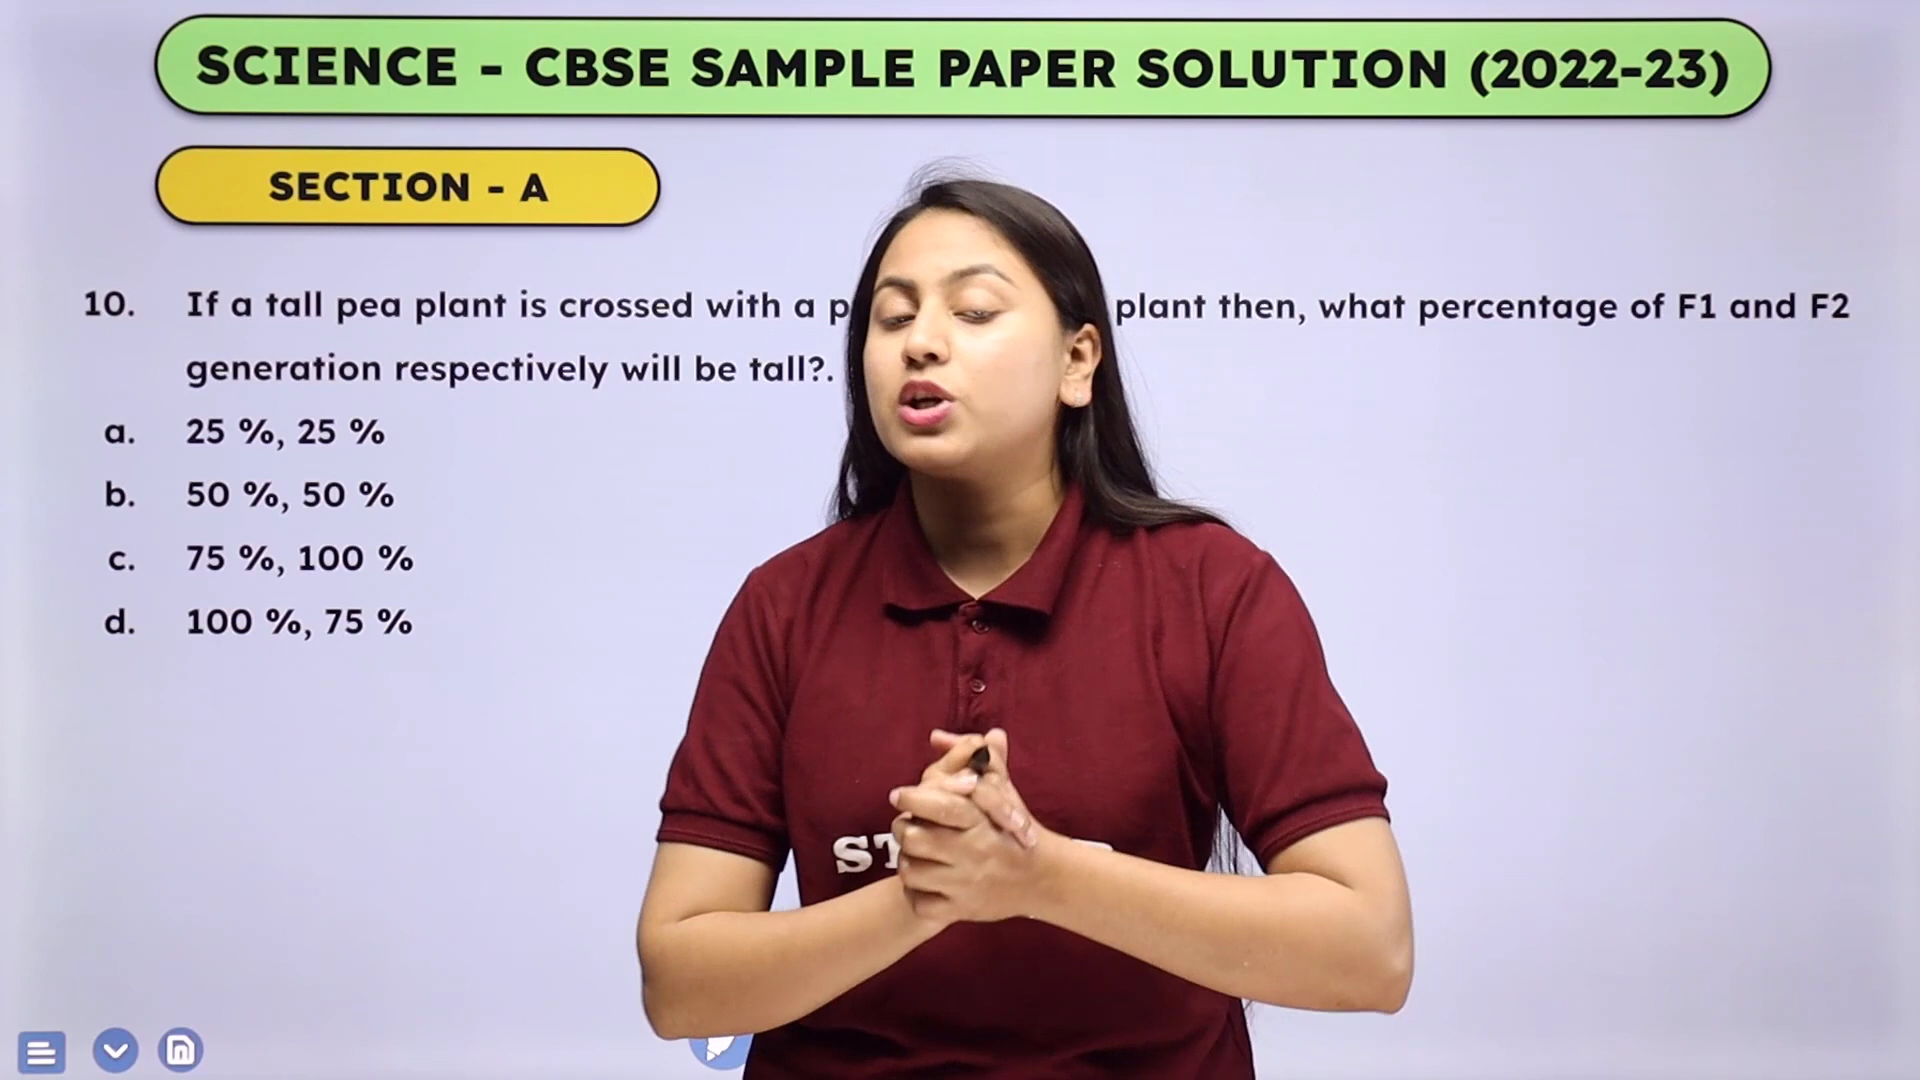 SCIENCE - CBSE SAMPLE PAPER SOLUTION (2022-23)
SECTION - A
10. If a tall pea plant is crossed with a plant then, what percentage of F1 and F2
generation respectively will be tall?.
a. 25 %, 25 %
b. 50 %, 50 %
c. 75 %, 100 %
d. 100 %, 75 %